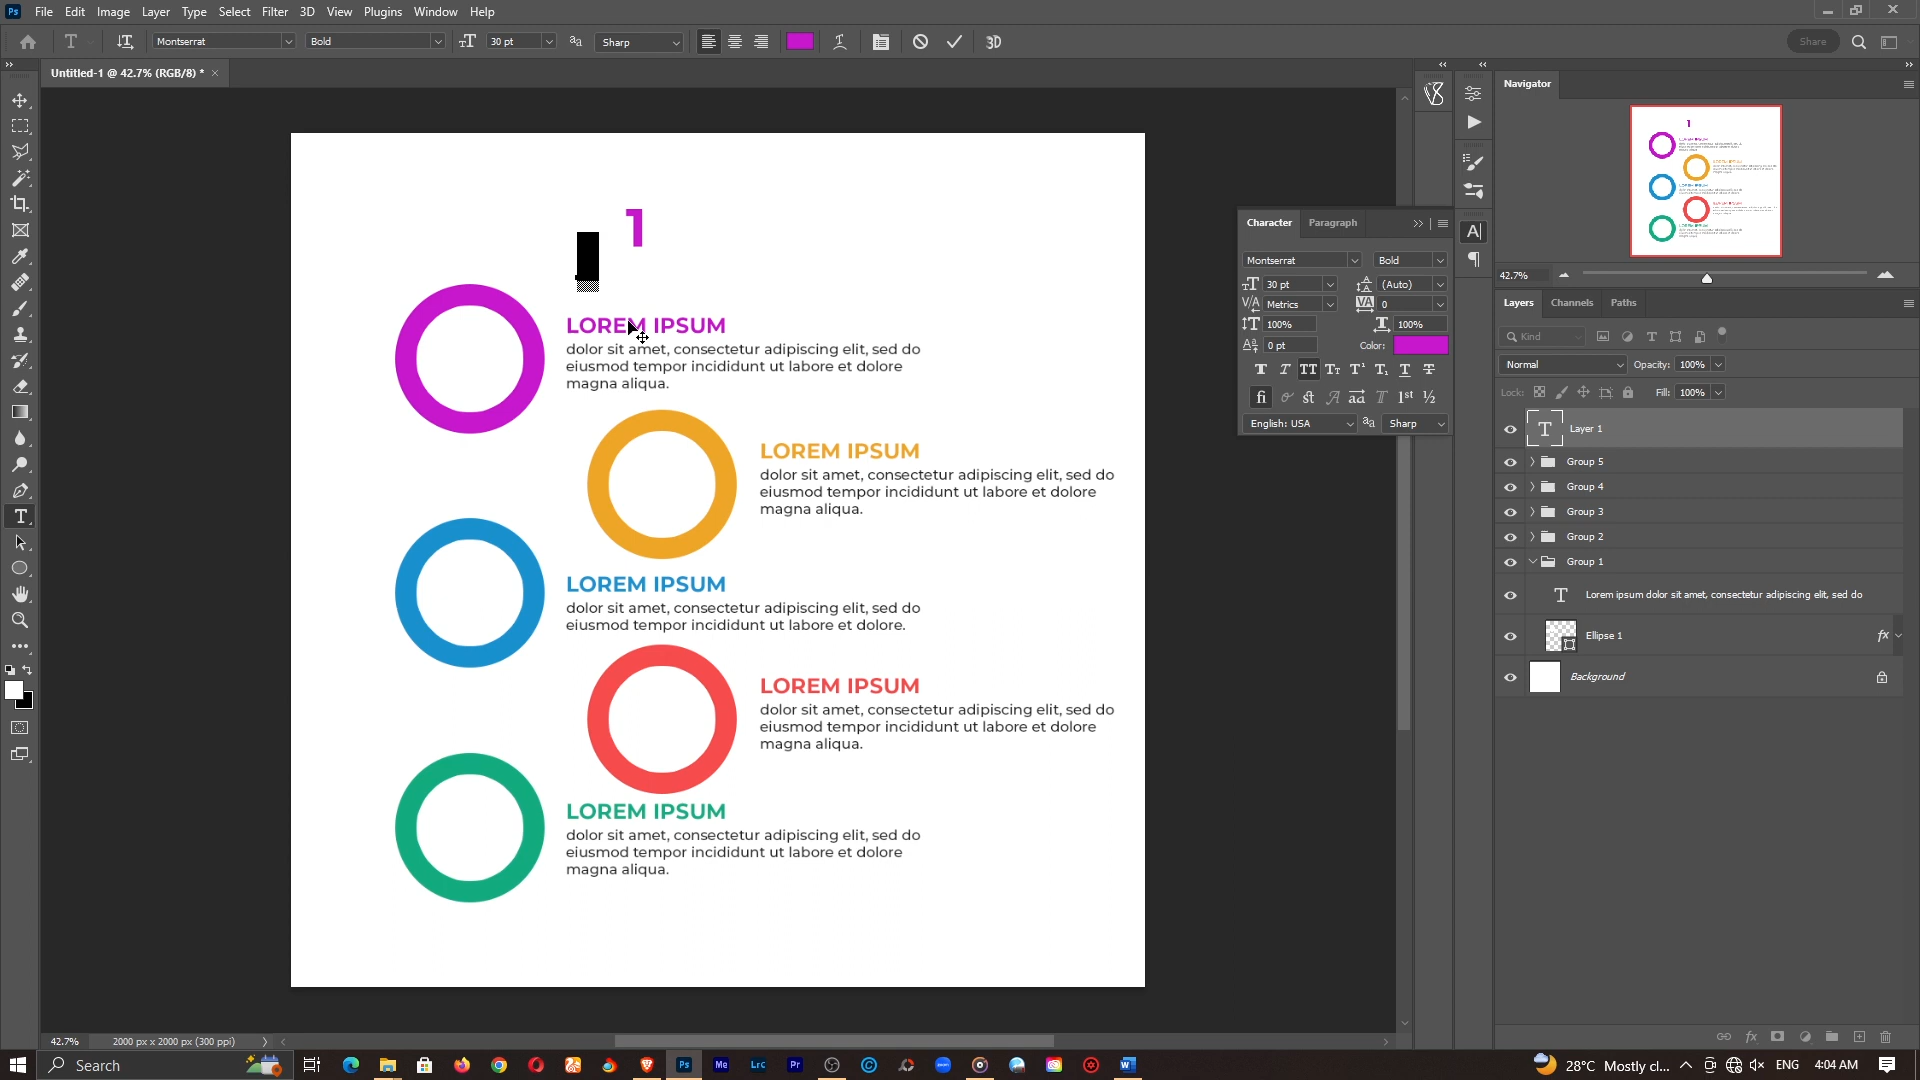 Ps File Edit Image Layer Type Select Filter 3D View Plugins Window Help
Montserrat Bold 30 pt Sharp 3D Share
Untitled-1 @ 42.7% (RGB/8) * ×
1
LOREM IPSUM
dolor sit amet, consectetur adipiscing elit, sed do
eiusmod tempor incididunt ut labore et dolore
magna aliqua.
LOREM IPSUM
dolor sit amet, consectetur adipiscing elit, sed do
eiusmod tempor incididunt ut labore et dolore
magna aliqua.
LOREM IPSUM
dolor sit amet, consectetur adipiscing elit, sed do
eiusmod tempor incididunt ut labore et dolore.
LOREM IPSUM
dolor sit amet, consectetur adipiscing elit, sed do
eiusmod tempor incididunt ut labore et dolore
magna aliqua.
LOREM IPSUM
dolor sit amet, consectetur adipiscing elit, sed do
eiusmod tempor incididunt ut labore et dolore
magna aliqua.
Character Paragraph
Montserrat Bold
30 pt (Auto)
Metrics 0
100% 100%
0 pt Color:
English: USA Sharp
Navigator
42.7%
Layers Channels Paths
Kind
Normal Opacity: 100%
Lock: Fill: 100%
Layer 1
Group 5
Group 4
Group 3
Group 2
Group 1
Lorem ipsum dolor sit amet, consectetur adipiscing elit, sed do
Ellipse 1 fx
Background
42.7% 2000 px x 2000 px (300 ppi)
Search 28°C Mostly cl... ENG 4:04 AM